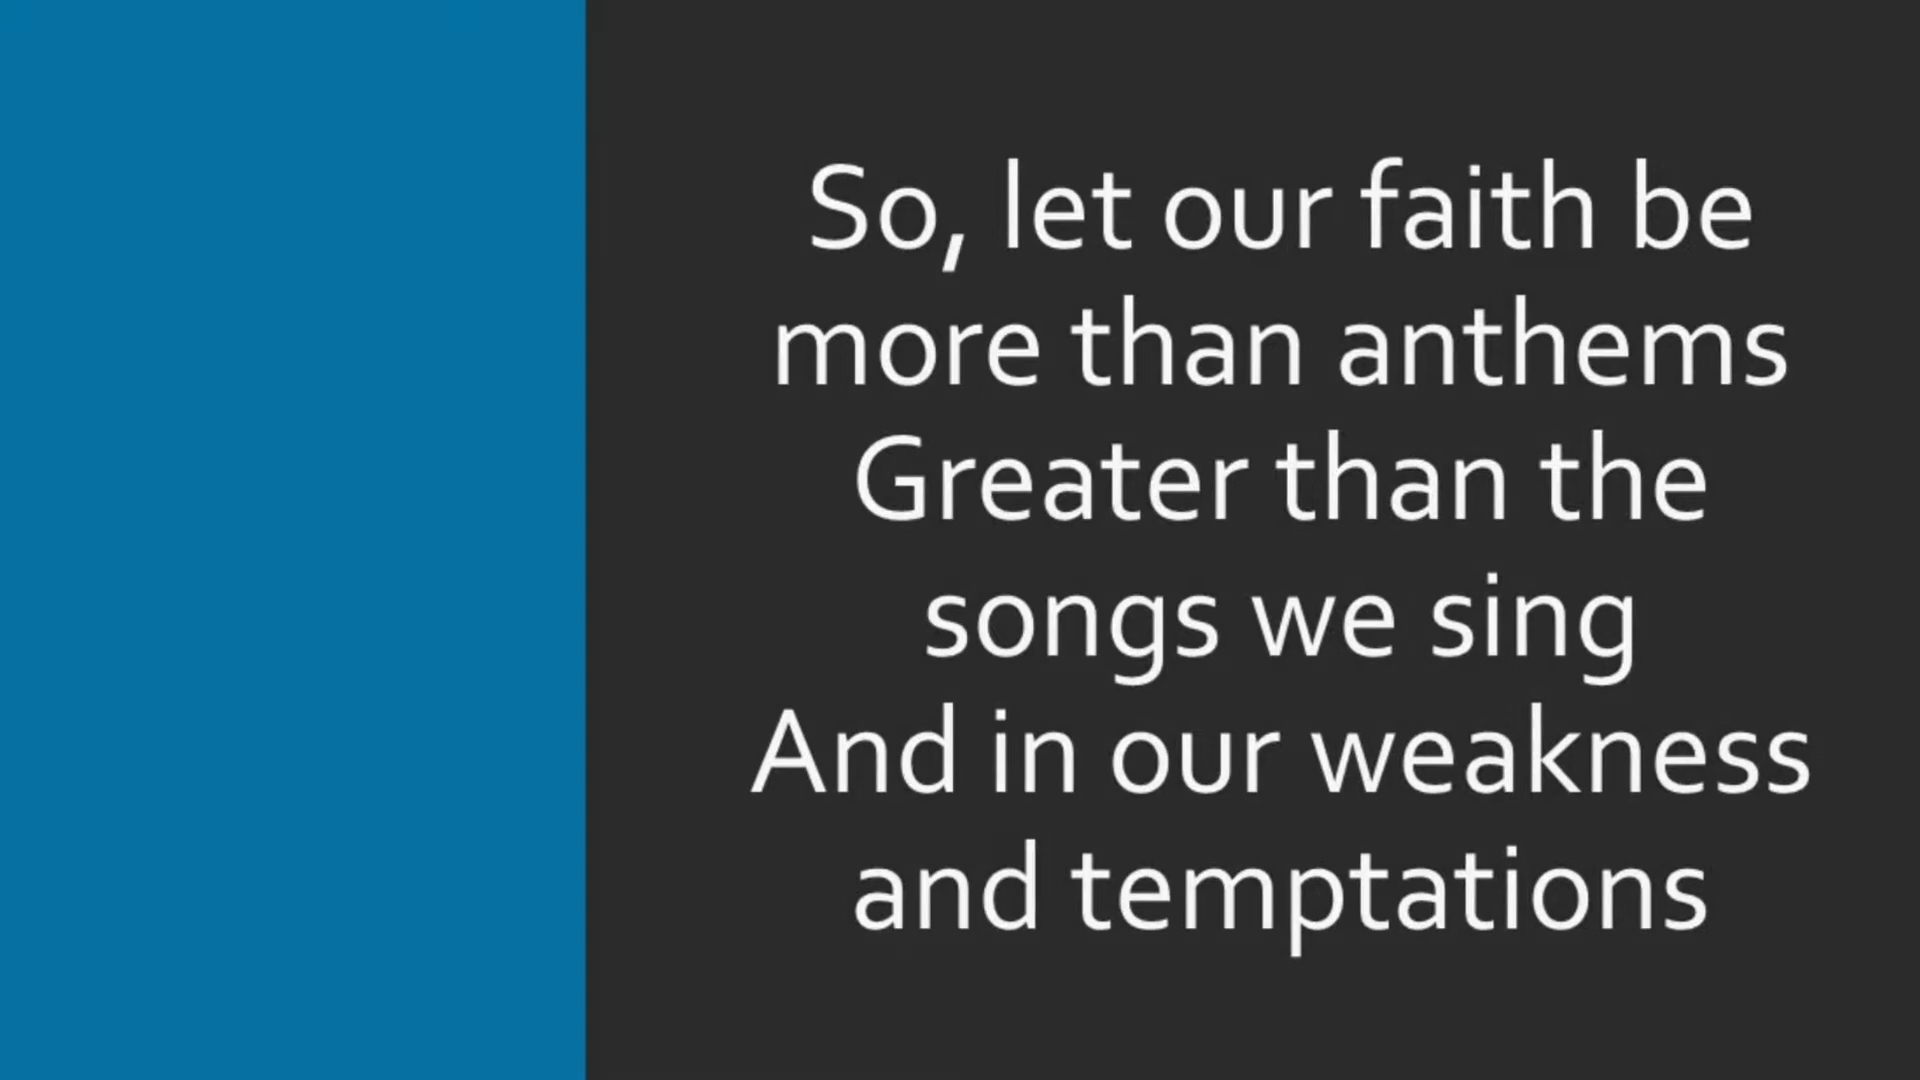 So, let our faith be
more than anthems
Greater than the
songs we sing
And in our weakness
and temptations